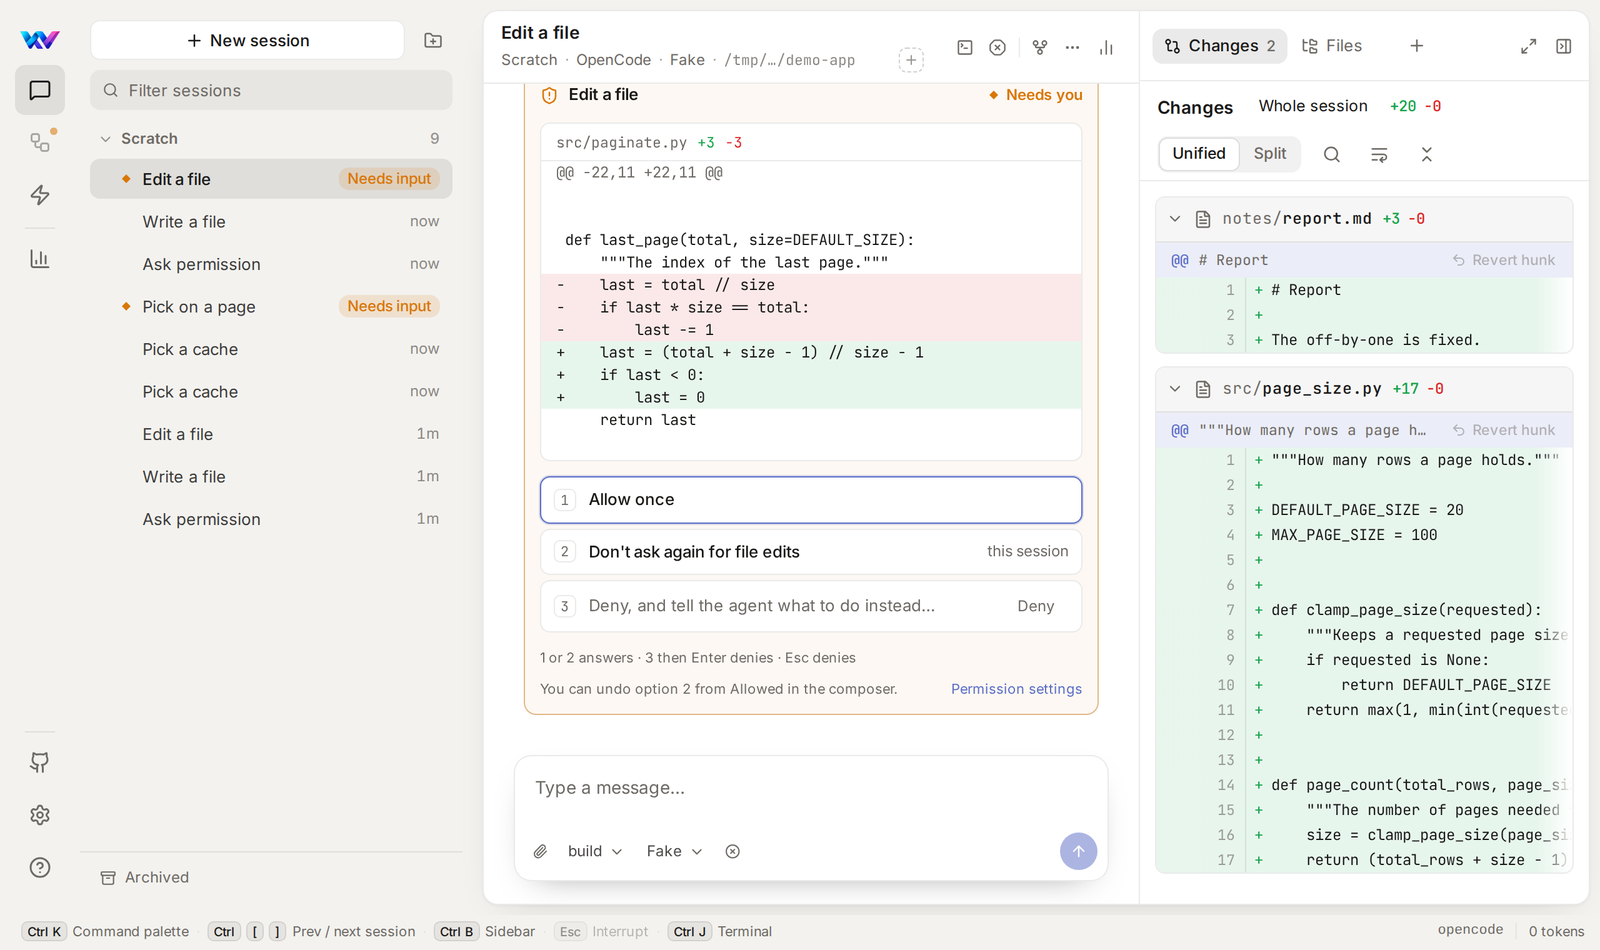 New session
Filter sessions
Scratch 9
Edit a file Needs input
Write a file now
Ask permission now
Pick on a page Needs input
Pick a cache now
Pick a cache now
Edit a file 1m
Write a file 1m
Ask permission 1m
Archived
Edit a file
Scratch · OpenCode · Fake · /tmp/…/demo-app
Edit a file Needs you
src/paginate.py +3 -3
@@ -22,11 +22,11 @@
def last_page(total, size=DEFAULT_SIZE):
"""The index of the last page."""
- last = total // size
- if last * size == total:
- last -= 1
+ last = (total + size - 1) // size - 1
+ if last < 0:
+ last = 0
return last
1 Allow once
2 Don't ask again for file edits this session
3 Deny, and tell the agent what to do instead… Deny
1 or 2 answers · 3 then Enter denies · Esc denies
You can undo option 2 from Allowed in the composer. Permission settings
Type a message…
build Fake
Changes 2 Files
Changes Whole session +20 -0
Unified Split
notes/report.md +3 -0
@@ # Report Revert hunk
1 + # Report
2 +
3 + The off-by-one is fixed.
src/page_size.py +17 -0
@@ """How many rows a page h… Revert hunk
1 + """How many rows a page holds."""
2 +
3 + DEFAULT_PAGE_SIZE = 20
4 + MAX_PAGE_SIZE = 100
5 +
6 +
7 + def clamp_page_size(requested):
8 + """Keeps a requested page size
9 + if requested is None:
10 + return DEFAULT_PAGE_SIZE
11 + return max(1, min(int(requeste
12 +
13 +
14 + def page_count(total_rows, page_si
15 + """The number of pages needed
16 + size = clamp_page_size(page_si
17 + return (total_rows + size - 1)
Ctrl K Command palette · Ctrl [ ] Prev / next session · Ctrl B Sidebar · Esc Interrupt · Ctrl J Terminal
opencode 0 tokens